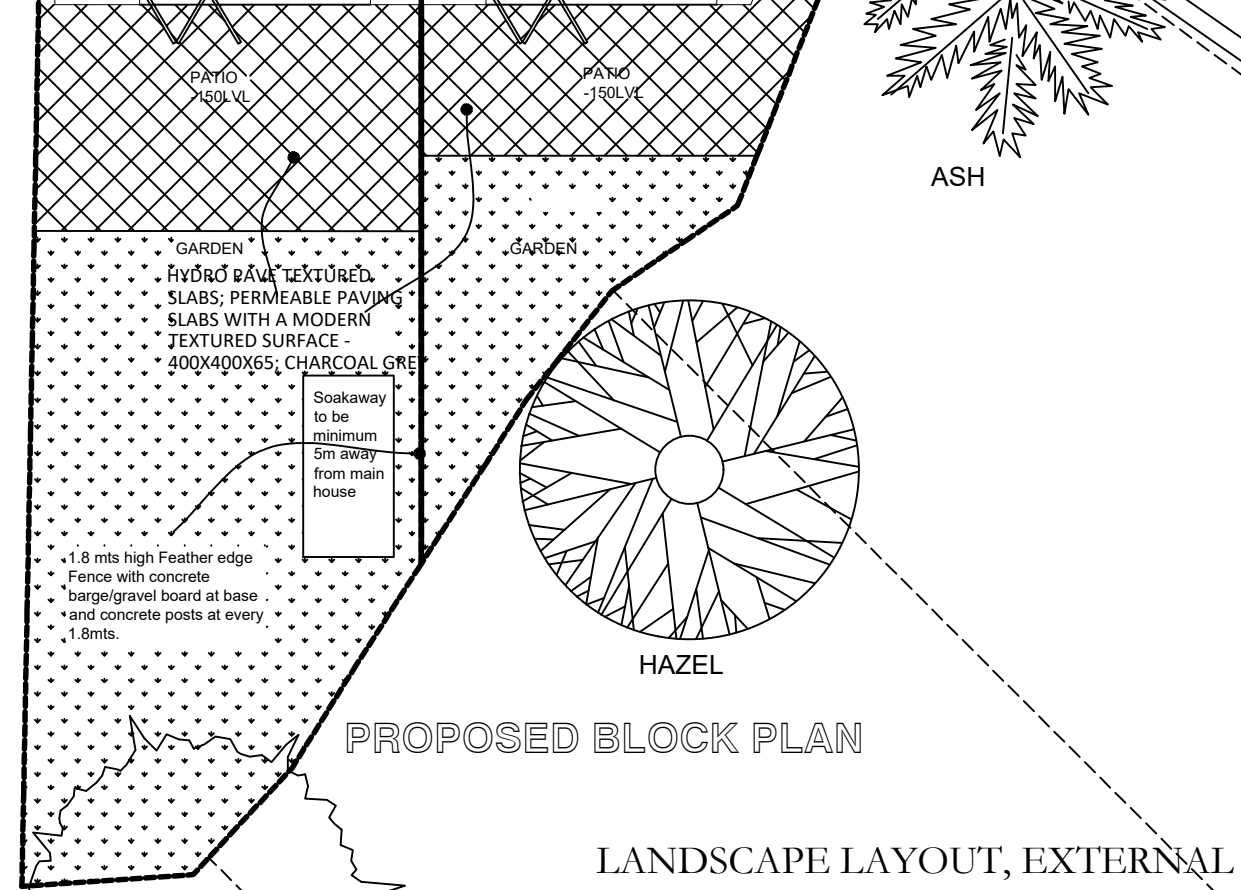 PATIO
-150LVL
PATIO
-150LVL
ASH
GARDEN
GARDEN
HYDRO PAVE TEXTURED
SLABS; PERMEABLE PAVING
SLABS WITH A MODERN
TEXTURED SURFACE -
400X400X65; CHARCOAL GREY
Soakaway
to be
minimum
5m away
from main
house
1.8 mts high Feather edge
Fence with concrete
barge/gravel board at base
and concrete posts at every
1.8mts.
HAZEL
PROPOSED BLOCK PLAN
LANDSCAPE LAYOUT, EXTERNAL